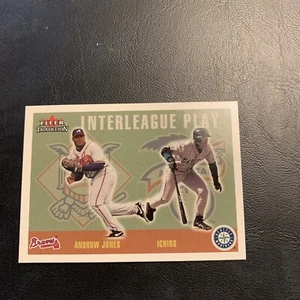 FLEER
TRADITION
INTERLEAGUE PLAY
ANDRUW JONES
ICHIRO
Braves